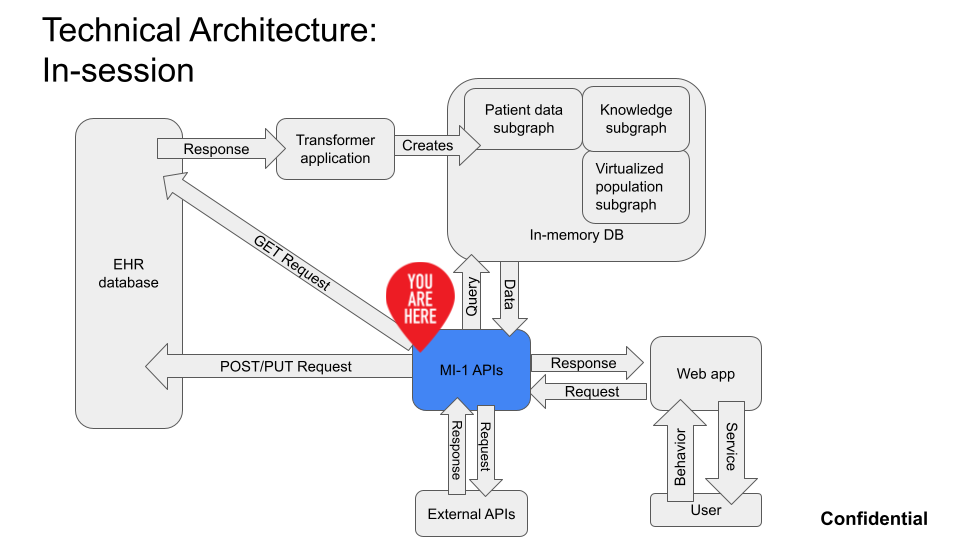 Technical Architecture:
In-session
Patient data
subgraph
Knowledge
subgraph
Response
Transformer
application
Creates
Virtualized
population
subgraph
In-memory DB
GET Request
EHR
database
YOU
ARE
HERE
Query
Data
POST/PUT Request
MI-1 APIs
Response
Request
Web app
Response
Request
Behavior
Service
External APIs
User
Confidential